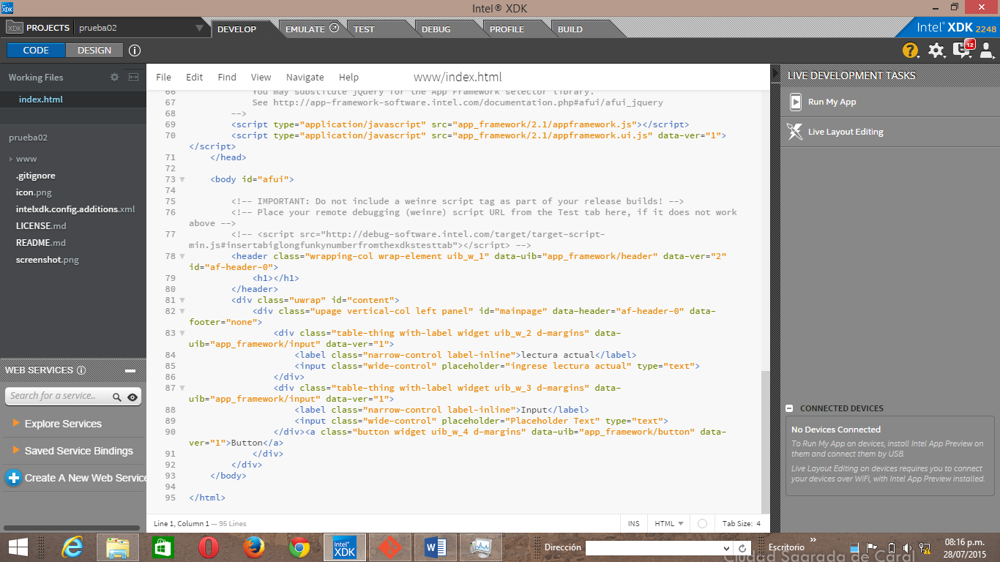 Intel® XDK
XDK PROJECTS prueba02
DEVELOP EMULATE TEST DEBUG PROFILE BUILD
Intel® XDK 2248
CODE DESIGN
12
Working Files
index.html
prueba02
www
.gitignore
icon.png
intelxdk.config.additions.xml
LICENSE.md
README.md
screenshot.png
WEB SERVICES
Search for a service..
Explore Services
Saved Service Bindings
Create A New Web Service
File Edit Find View Navigate Help www/index.html
66 You may substitute jQuery for the App Framework selector library.
67 See http://app-framework-software.intel.com/documentation.php#afui/afui_jquery
68 -->
69 <script type="application/javascript" src="app_framework/2.1/appframework.js"></script>
70 <script type="application/javascript" src="app_framework/2.1/appframework.ui.js" data-ver="1">
</script>
71 </head>
72
73 <body id="afui">
74
75 <!-- IMPORTANT: Do not include a weinre script tag as part of your release builds! -->
76 <!-- Place your remote debugging (weinre) script URL from the Test tab here, if it does not work
above -->
77 <!-- <script src="http://debug-software.intel.com/target/target-script-
min.js#insertabiglongfunkynumberfromthexdkstesttab"></script> -->
78 <header class="wrapping-col wrap-element uib_w_1" data-uib="app_framework/header" data-ver="2"
id="af-header-0">
79 <h1></h1>
80 </header>
81 <div class="uwrap" id="content">
82 <div class="upage vertical-col left panel" id="mainpage" data-header="af-header-0" data-
footer="none">
83 <div class="table-thing with-label widget uib_w_2 d-margins" data-
uib="app_framework/input" data-ver="1">
84 <label class="narrow-control label-inline">lectura actual</label>
85 <input class="wide-control" placeholder="ingrese lectura actual" type="text">
86 </div>
87 <div class="table-thing with-label widget uib_w_3 d-margins" data-
uib="app_framework/input" data-ver="1">
88 <label class="narrow-control label-inline">Input</label>
89 <input class="wide-control" placeholder="Placeholder Text" type="text">
90 </div><a class="button widget uib_w_4 d-margins" data-uib="app_framework/button" data-
ver="1">Button</a>
91 </div>
92 </div>
93 </body>
94
95 </html>
Line 1, Column 1 — 95 Lines
INS HTML Tab Size: 4
LIVE DEVELOPMENT TASKS
Run My App
Live Layout Editing
CONNECTED DEVICES
No Devices Connected
To Run My App on devices, install Intel App Preview on
them and connect them by USB.
Live Layout Editing on devices requires you to connect
your devices over WiFi, with Intel App Preview installed.
Intel® XDK
Dirección
Escritorio
08:16 p.m.
28/07/2015
Ciudad Sagrada de Caral